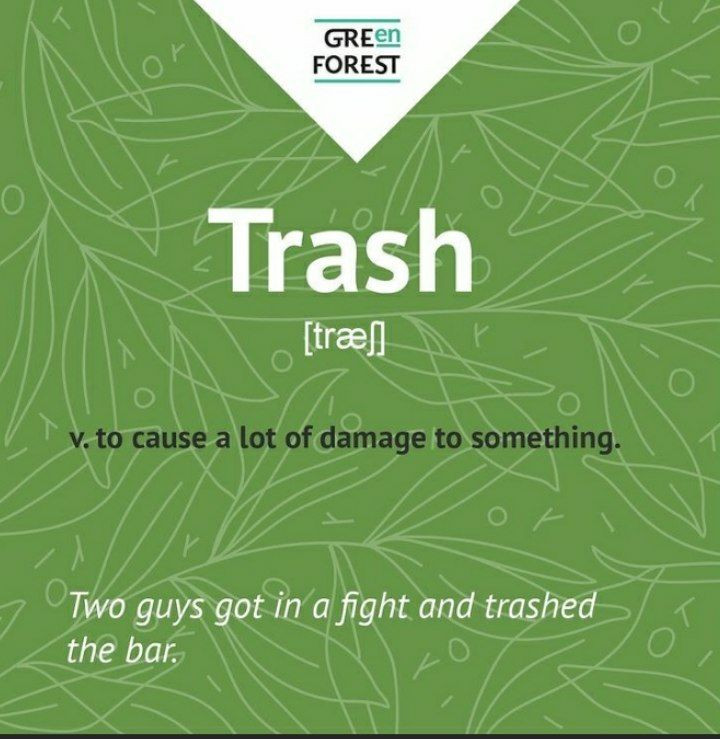 GREen
FOREST
Trash
[træʃ]
v. to cause a lot of damage to something.
Two guys got in a fight and trashed
the bar.